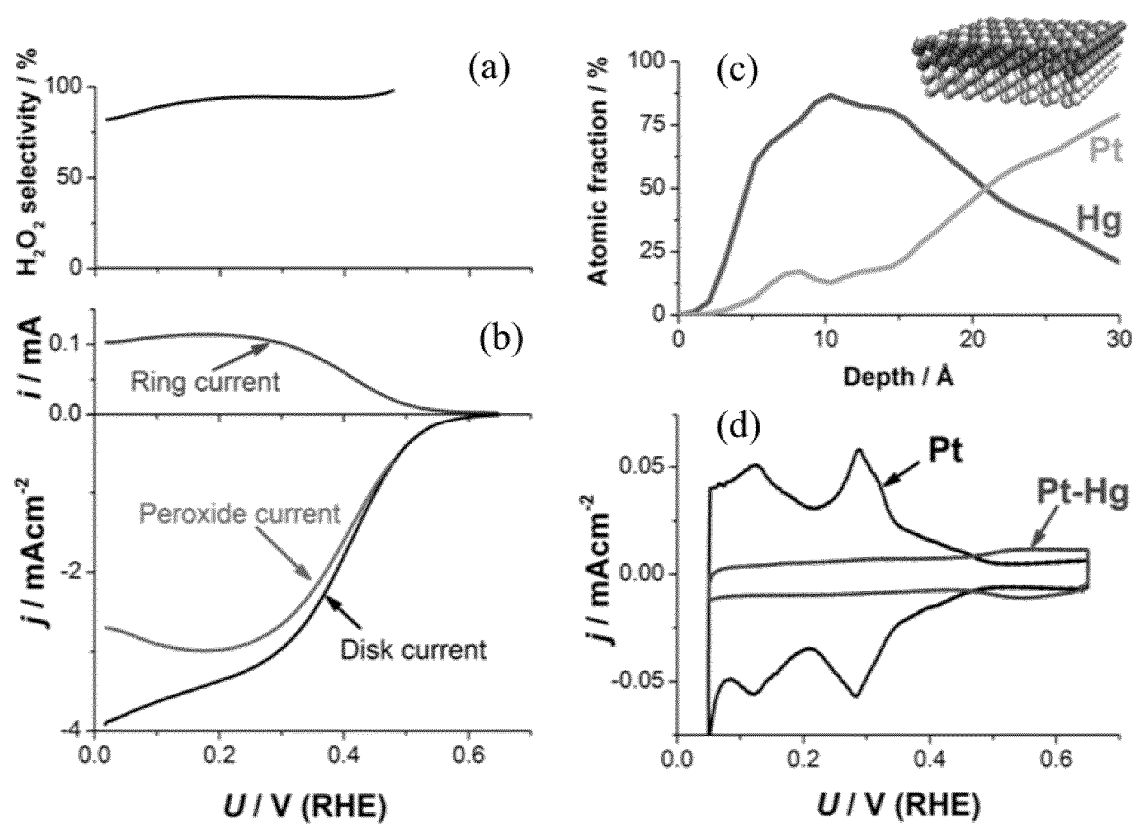 (a)
H₂O₂ selectivity / %
100
50
0
(b)
i / mA
0.1
0.0
Ring current
Peroxide current
Disk current
j / mAcm⁻²
-2
-4
0.0 0.2 0.4 0.6
U / V (RHE)
(c)
Atomic fraction / %
100
75
50
25
0
Pt
Hg
0 10 20 30
Depth / Å
(d)
Pt
Pt-Hg
j / mAcm⁻²
0.05
0.00
-0.05
0.0 0.2 0.4 0.6
U / V (RHE)